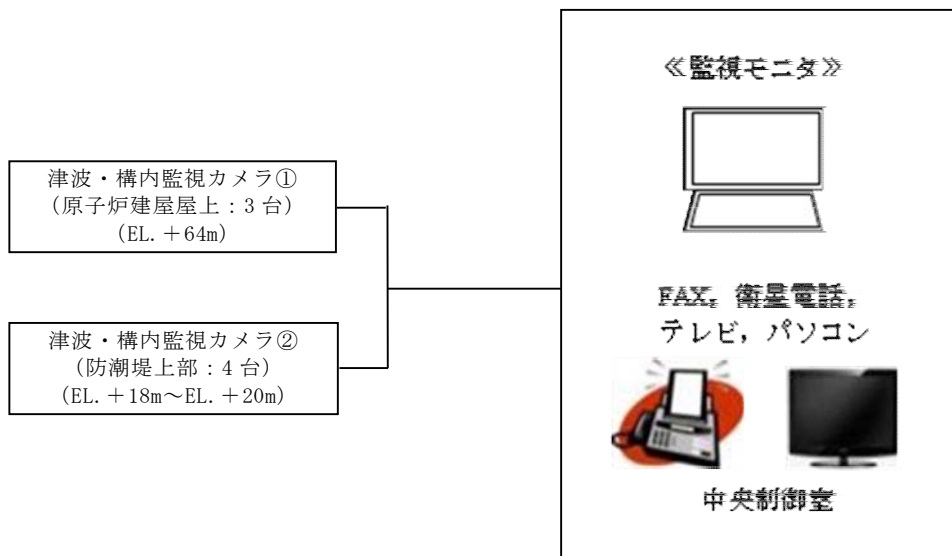 津波・構内監視カメラ①
(原子炉建屋屋上:3台)
(EL.+64m)
津波・構内監視カメラ②
(防潮堤上部:4台)
(EL.+18m~EL.+20m)
≪監視モニタ≫
FAX,衛星電話,
テレビ,パソコン
中央制御室